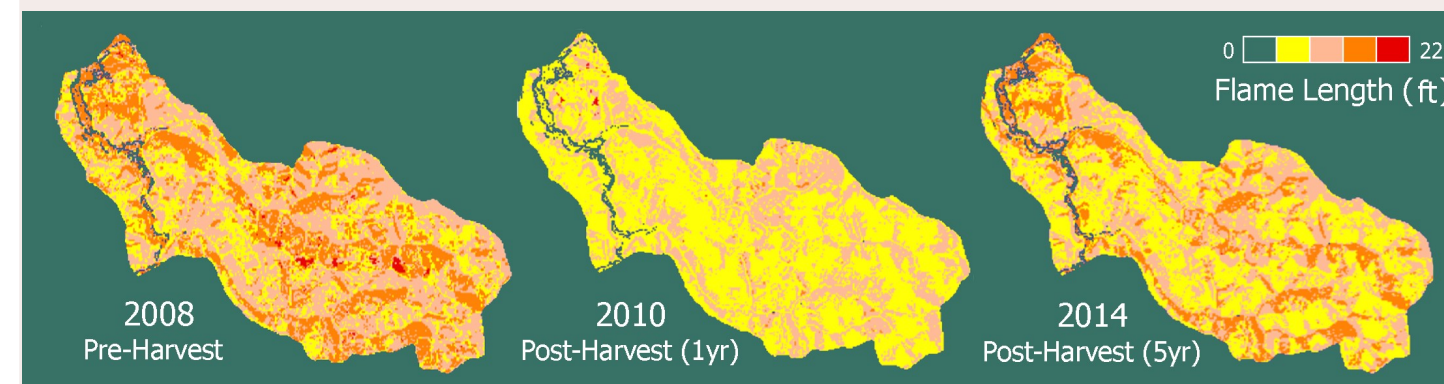 0 22
Flame Length (ft)
2008
Pre-Harvest
2010
Post-Harvest (1yr)
2014
Post-Harvest (5yr)